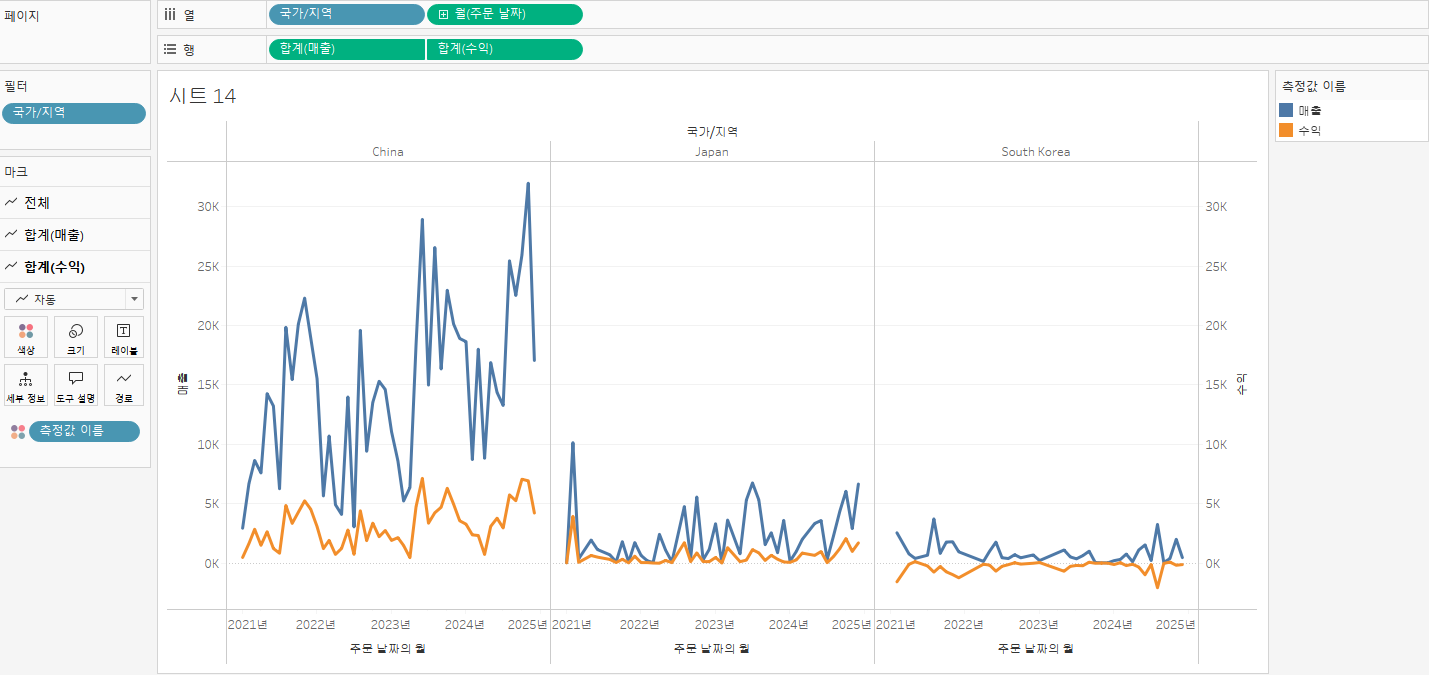 페이지
열
국가/지역
월(주문 날짜)
행
합계(매출)
합계(수익)
필터
국가/지역
마크
전체
합계(매출)
합계(수익)
자동
색상
크기
레이블
세부 정보
도구 설명
경로
측정값 이름
시트 14
국가/지역
China
Japan
South Korea
30K
25K
20K
15K
10K
5K
0K
매출
30K
25K
20K
15K
10K
5K
0K
수익
2021년
2022년
2023년
2024년
2025년
2021년
2022년
2023년
2024년
2025년
2021년
2022년
2023년
2024년
2025년
주문 날짜의 월
주문 날짜의 월
주문 날짜의 월
측정값 이름
매출
수익